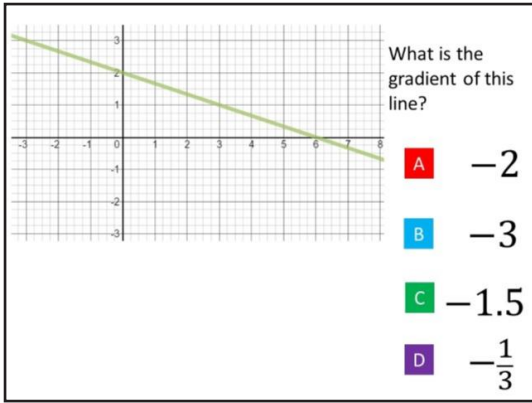 What is the
gradient of this
line?
3
2
1
-3 -2 -1 0 1 2 3 4 5 6 7 8
-1
-2
-3
A −2
B −3
C −1.5
D −1/3